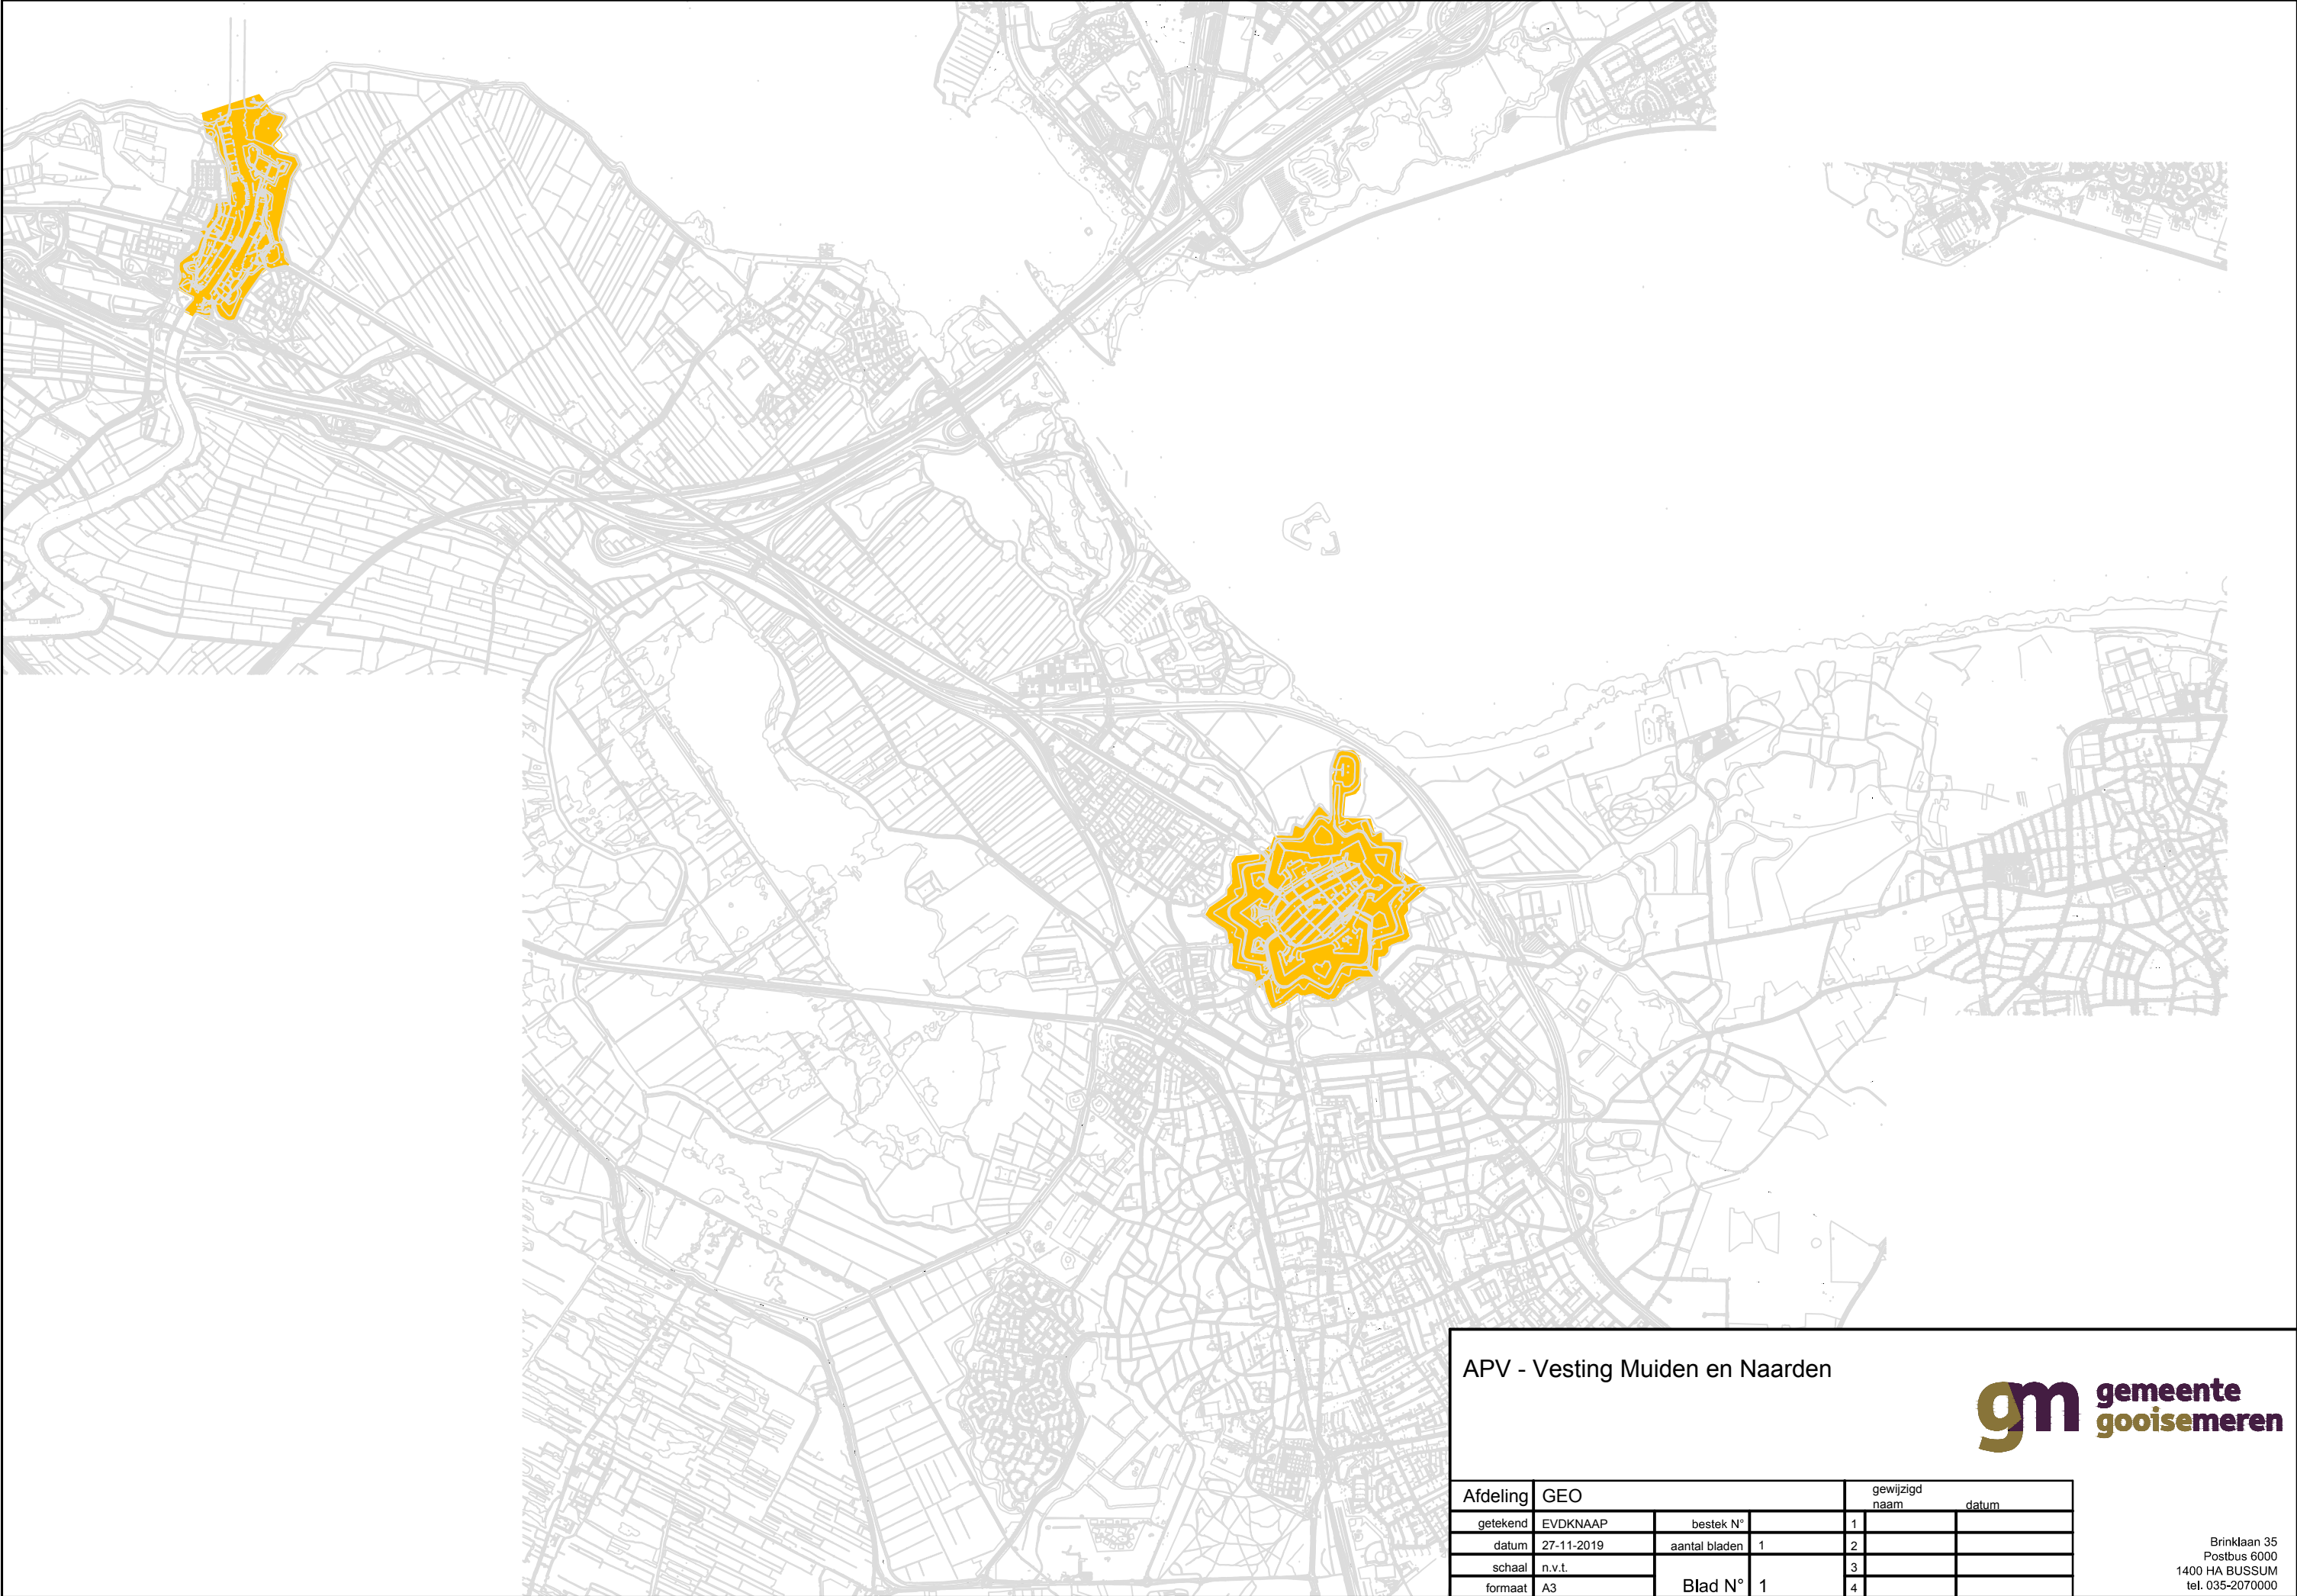 APV - Vesting Muiden en Naarden
gm gemeente
gooisemeren
Afdeling GEO gewijzigd
naam datum
getekend EVDKNAAP bestek N° 1
datum 27-11-2019 aantal bladen 1 2
schaal n.v.t. 3
formaat A3 Blad N° 1 4
Brinklaan 35
Postbus 6000
1400 HA BUSSUM
tel. 035-2070000